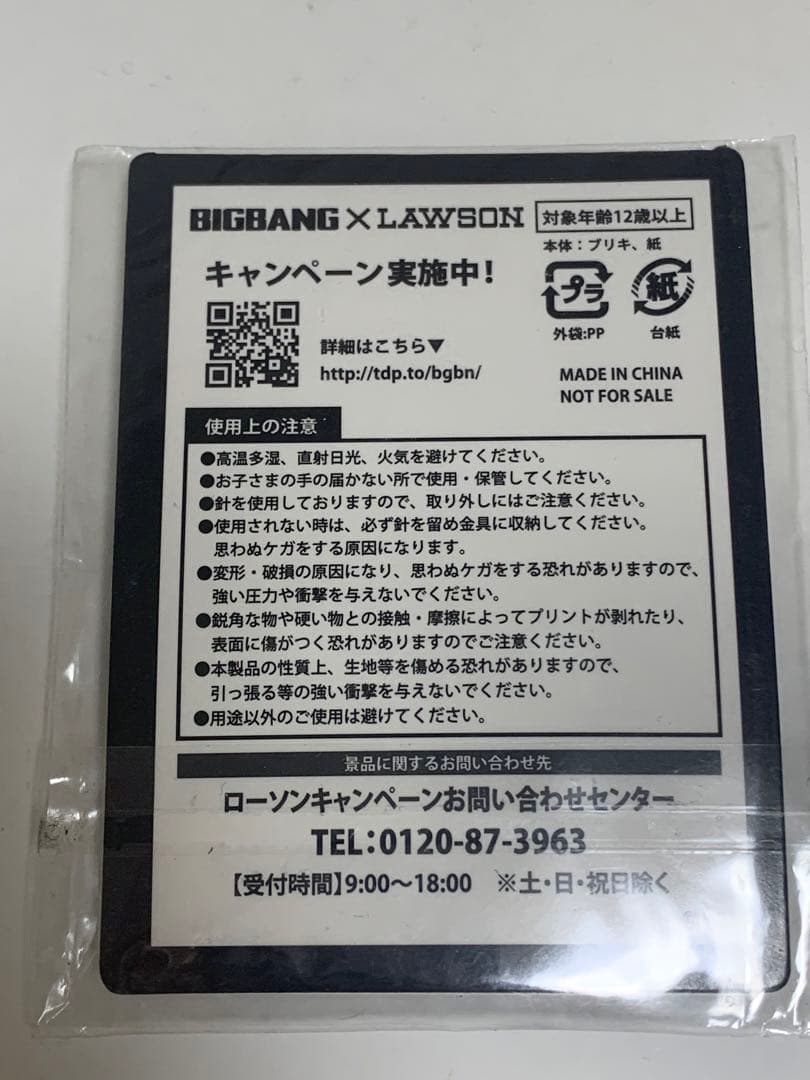 BIGBANG×LAWSON
対象年齢12歳以上
本体：ブリキ、紙
キャンペーン実施中！
プラ
紙
外袋:PP
台紙
詳細はこちら▼
http://tdp.to/bgbn/
MADE IN CHINA
NOT FOR SALE
使用上の注意
●高温多湿、直射日光、火気を避けてください。
●お子さまの手の届かない所で使用・保管してください。
●針を使用しておりますので、取り外しにはご注意ください。
●使用されない時は、必ず針を留め金具に収納してください。
思わぬケガをする原因になります。
●変形・破損の原因になり、思わぬケガをする恐れがありますので、
強い圧力や衝撃を与えないでください。
●鋭角な物や硬い物との接触・摩擦によってプリントが剥れたり、
表面に傷がつく恐れがありますのでご注意ください。
●本製品の性質上、生地等を傷める恐れがありますので、
引っ張る等の強い衝撃を与えないでください。
●用途以外のご使用は避けてください。
景品に関するお問い合わせ先
ローソンキャンペーンお問い合わせセンター
TEL：0120-87-3963
【受付時間】9:00～18:00　※土・日・祝日除く